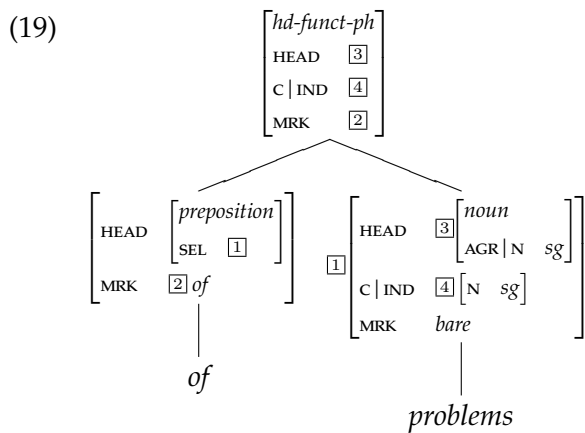 (19)
hd-funct-ph
HEAD 3
C | IND 4
MRK 2
HEAD preposition
SEL 1
MRK 2 of
1 HEAD 3 noun
AGR | N sg
C | IND 4 N sg
MRK bare
of
problems